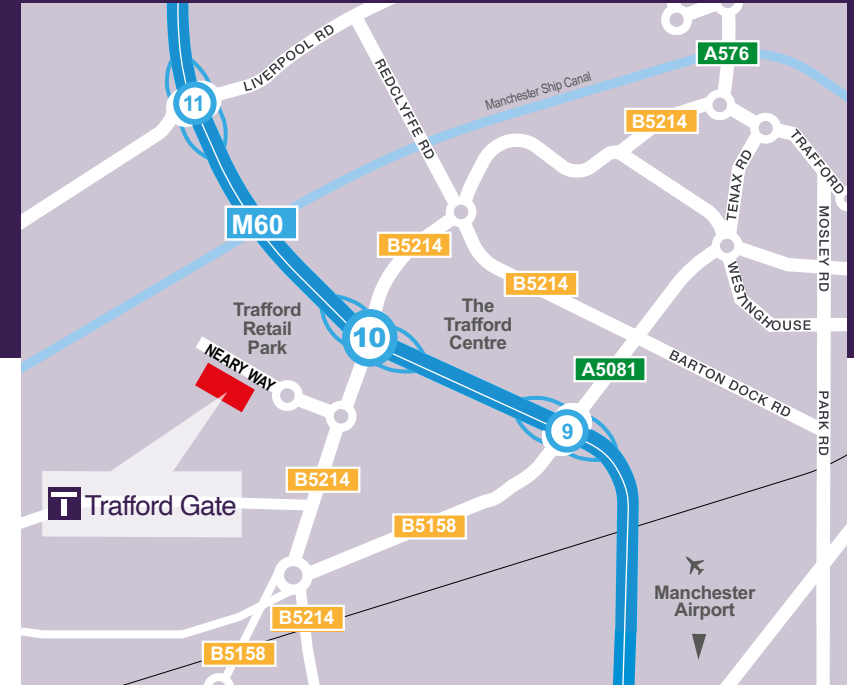 A576
LIVERPOOL RD
REDCLYFFE RD
Manchester Ship Canal
11
B5214
TRAFFORD
TENAX RD
MOSLEY RD
M60
B5214
B5214
WESTINGHOUSE
Trafford
Retail
Park
The
Trafford
Centre
10
NEARY WAY
A5081
BARTON DOCK RD
PARK RD
9
B5214
T Trafford Gate
B5158
Manchester
Airport
B5214
B5158